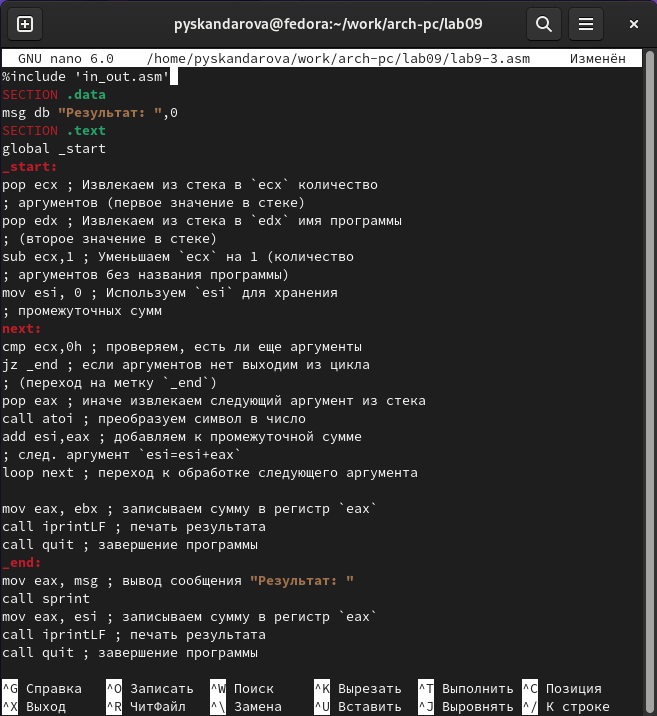 pyskandarova@fedora:~/work/arch-pc/lab09
GNU nano 6.0 /home/pyskandarova/work/arch-pc/lab09/lab9-3.asm Изменён
%include 'in_out.asm'
SECTION .data
msg db "Результат: ",0
SECTION .text
global _start
_start:
pop ecx ; Извлекаем из стека в `ecx` количество
; аргументов (первое значение в стеке)
pop edx ; Извлекаем из стека в `edx` имя программы
; (второе значение в стеке)
sub ecx,1 ; Уменьшаем `ecx` на 1 (количество
; аргументов без названия программы)
mov esi, 0 ; Используем `esi` для хранения
; промежуточных сумм
next:
cmp ecx,0h ; проверяем, есть ли еще аргументы
jz _end ; если аргументов нет выходим из цикла
; (переход на метку `_end`)
pop eax ; иначе извлекаем следующий аргумент из стека
call atoi ; преобразуем символ в число
add esi,eax ; добавляем к промежуточной сумме
; след. аргумент `esi=esi+eax`
loop next ; переход к обработке следующего аргумента
mov eax, ebx ; записываем сумму в регистр `eax`
call iprintLF ; печать результата
call quit ; завершение программы
_end:
mov eax, msg ; вывод сообщения "Результат: "
call sprint
mov eax, esi ; записываем сумму в регистр `eax`
call iprintLF ; печать результата
call quit ; завершение программы
^G Справка ^O Записать ^W Поиск ^K Вырезать ^T Выполнить ^C Позиция
^X Выход ^R ЧитФайл ^\ Замена ^U Вставить ^J Выровнять ^/ К строке